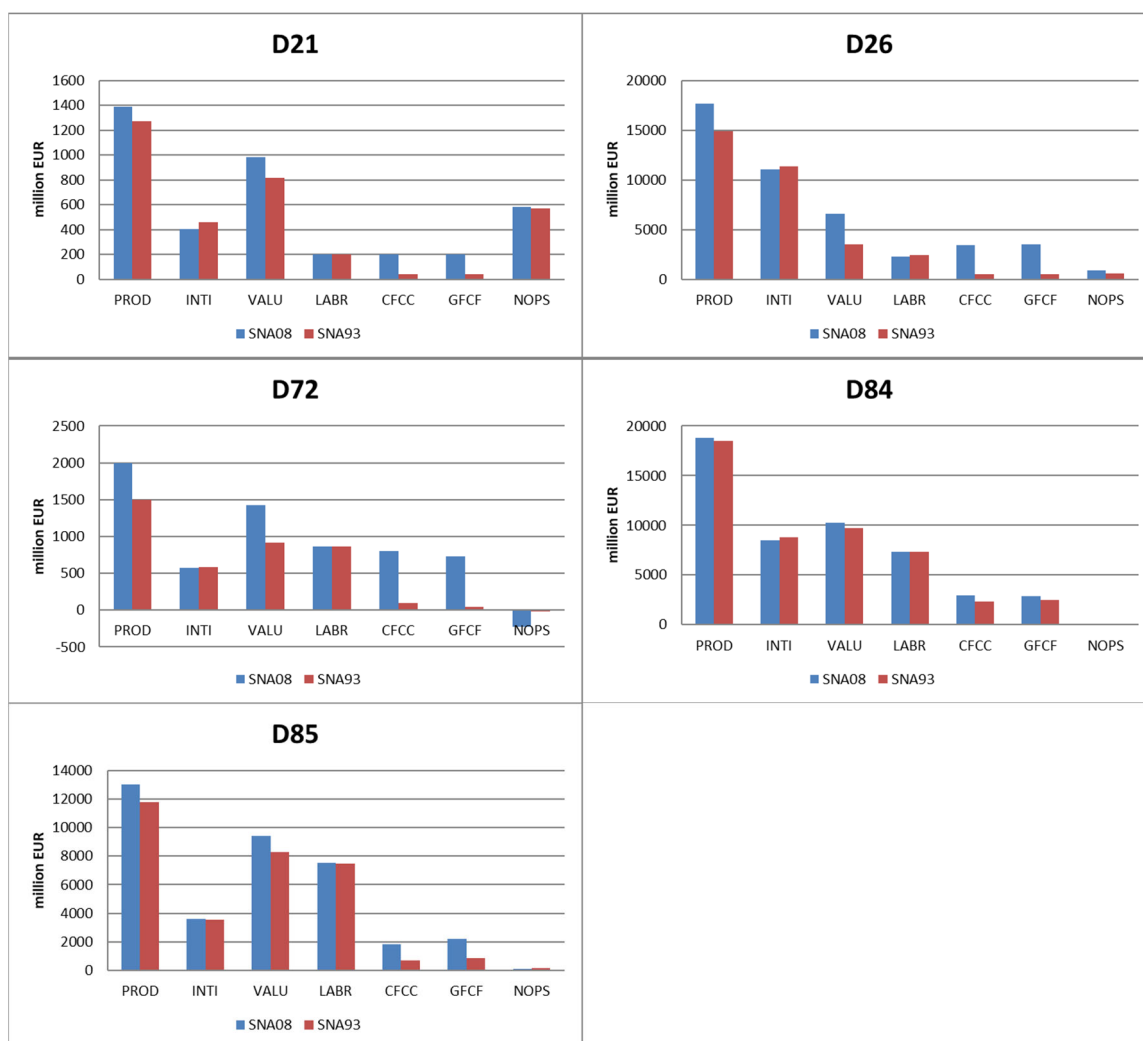 D21
million EUR
1600
1400
1200
1000
800
600
400
200
0
PROD INTI VALU LABR CFCC GFCF NOPS
SNA08 SNA93
D26
million EUR
20000
15000
10000
5000
0
PROD INTI VALU LABR CFCC GFCF NOPS
SNA08 SNA93
D72
million EUR
2500
2000
1500
1000
500
0
-500
PROD INTI VALU LABR CFCC GFCF NOPS
SNA08 SNA93
D84
million EUR
20000
15000
10000
5000
0
PROD INTI VALU LABR CFCC GFCF NOPS
SNA08 SNA93
D85
million EUR
14000
12000
10000
8000
6000
4000
2000
0
PROD INTI VALU LABR CFCC GFCF NOPS
SNA08 SNA93